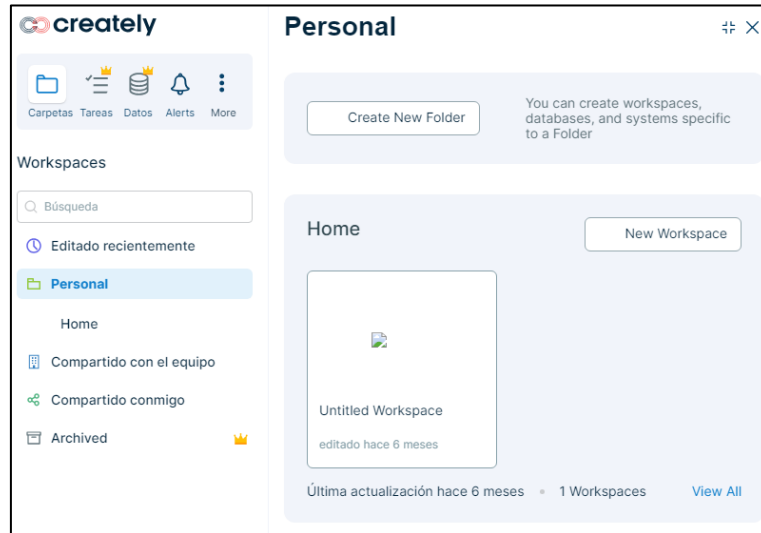 creately
Carpetas Tareas Datos Alerts More
Workspaces
Búsqueda
Editado recientemente
Personal
Home
Compartido con el equipo
Compartido conmigo
Archived
Personal
Create New Folder
You can create workspaces,
databases, and systems specific
to a Folder
Home
New Workspace
Untitled Workspace
editado hace 6 meses
Última actualización hace 6 meses
1 Workspaces
View All